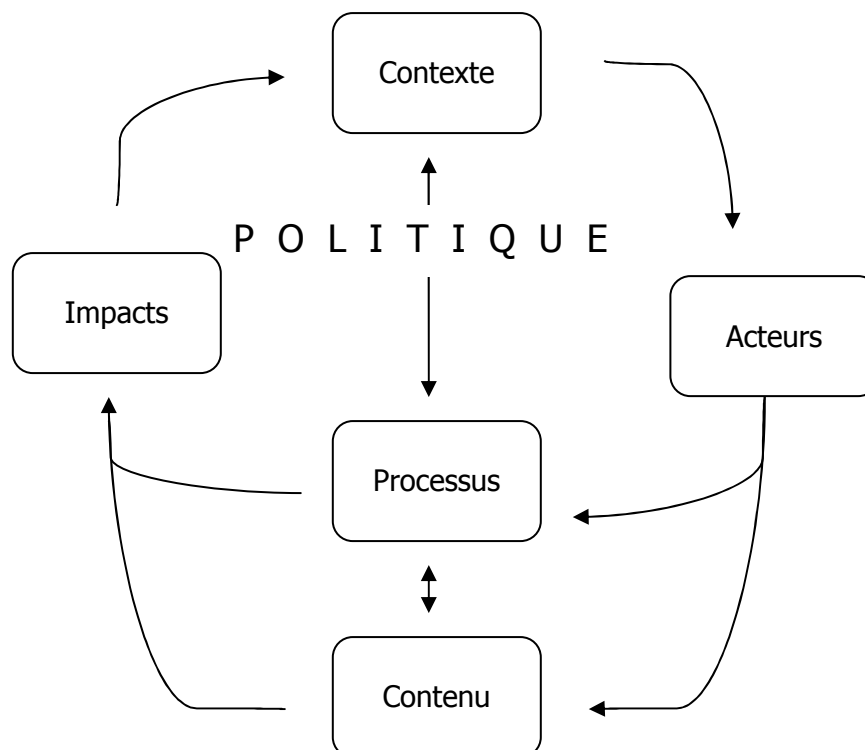 Contexte
P O L I T I Q U E
Impacts
Acteurs
Processus
Contenu